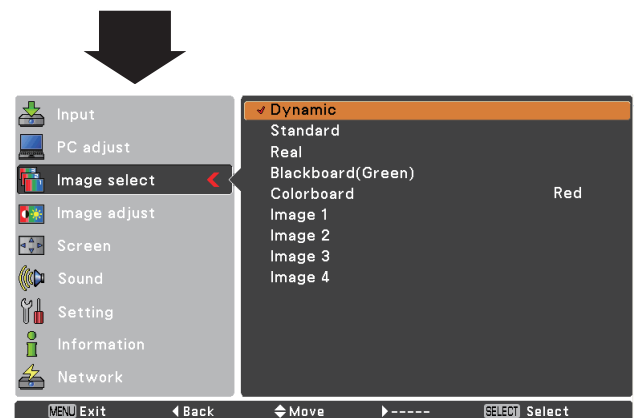 Input
PC adjust
Image select
Image adjust
Screen
Sound
Setting
Information
Network
Dynamic
Standard
Real
Blackboard(Green)
Colorboard Red
Image 1
Image 2
Image 3
Image 4
MENU Exit Back Move ----- SELECT Select